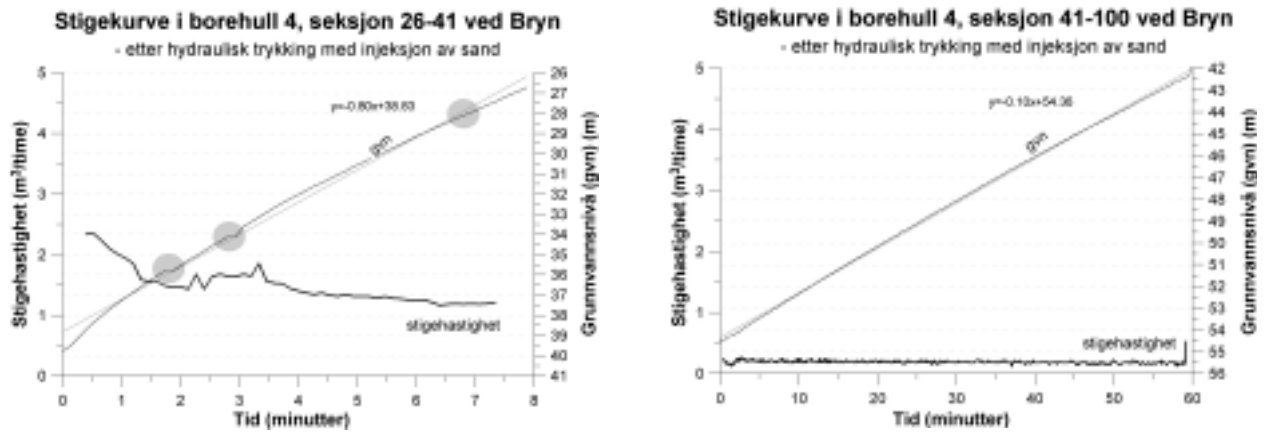 Stigekurve i borehull 4, seksjon 26-41 ved Bryn
- etter hydraulisk trykking med injeksjon av sand
Stigehastighet (m³/time)
5
4
3
2
1
0
y=-0.80x+38.83
gvn
stigehastighet
26
27
28
29
30
31
32
33
34
35
36
37
38
39
40
41
Grunnvannsnivå (gvn) (m)
0 1 2 3 4 5 6 7 8
Tid (minutter)
Stigekurve i borehull 4, seksjon 41-100 ved Bryn
- etter hydraulisk trykking med injeksjon av sand
Stigehastighet (m³/time)
5
4
3
2
1
0
y=-0.10x+54.36
gvn
stigehastighet
42
43
44
45
46
47
48
49
50
51
52
53
54
55
56
Grunnvannsnivå (gvn) (m)
0 10 20 30 40 50 60
Tid (minutter)